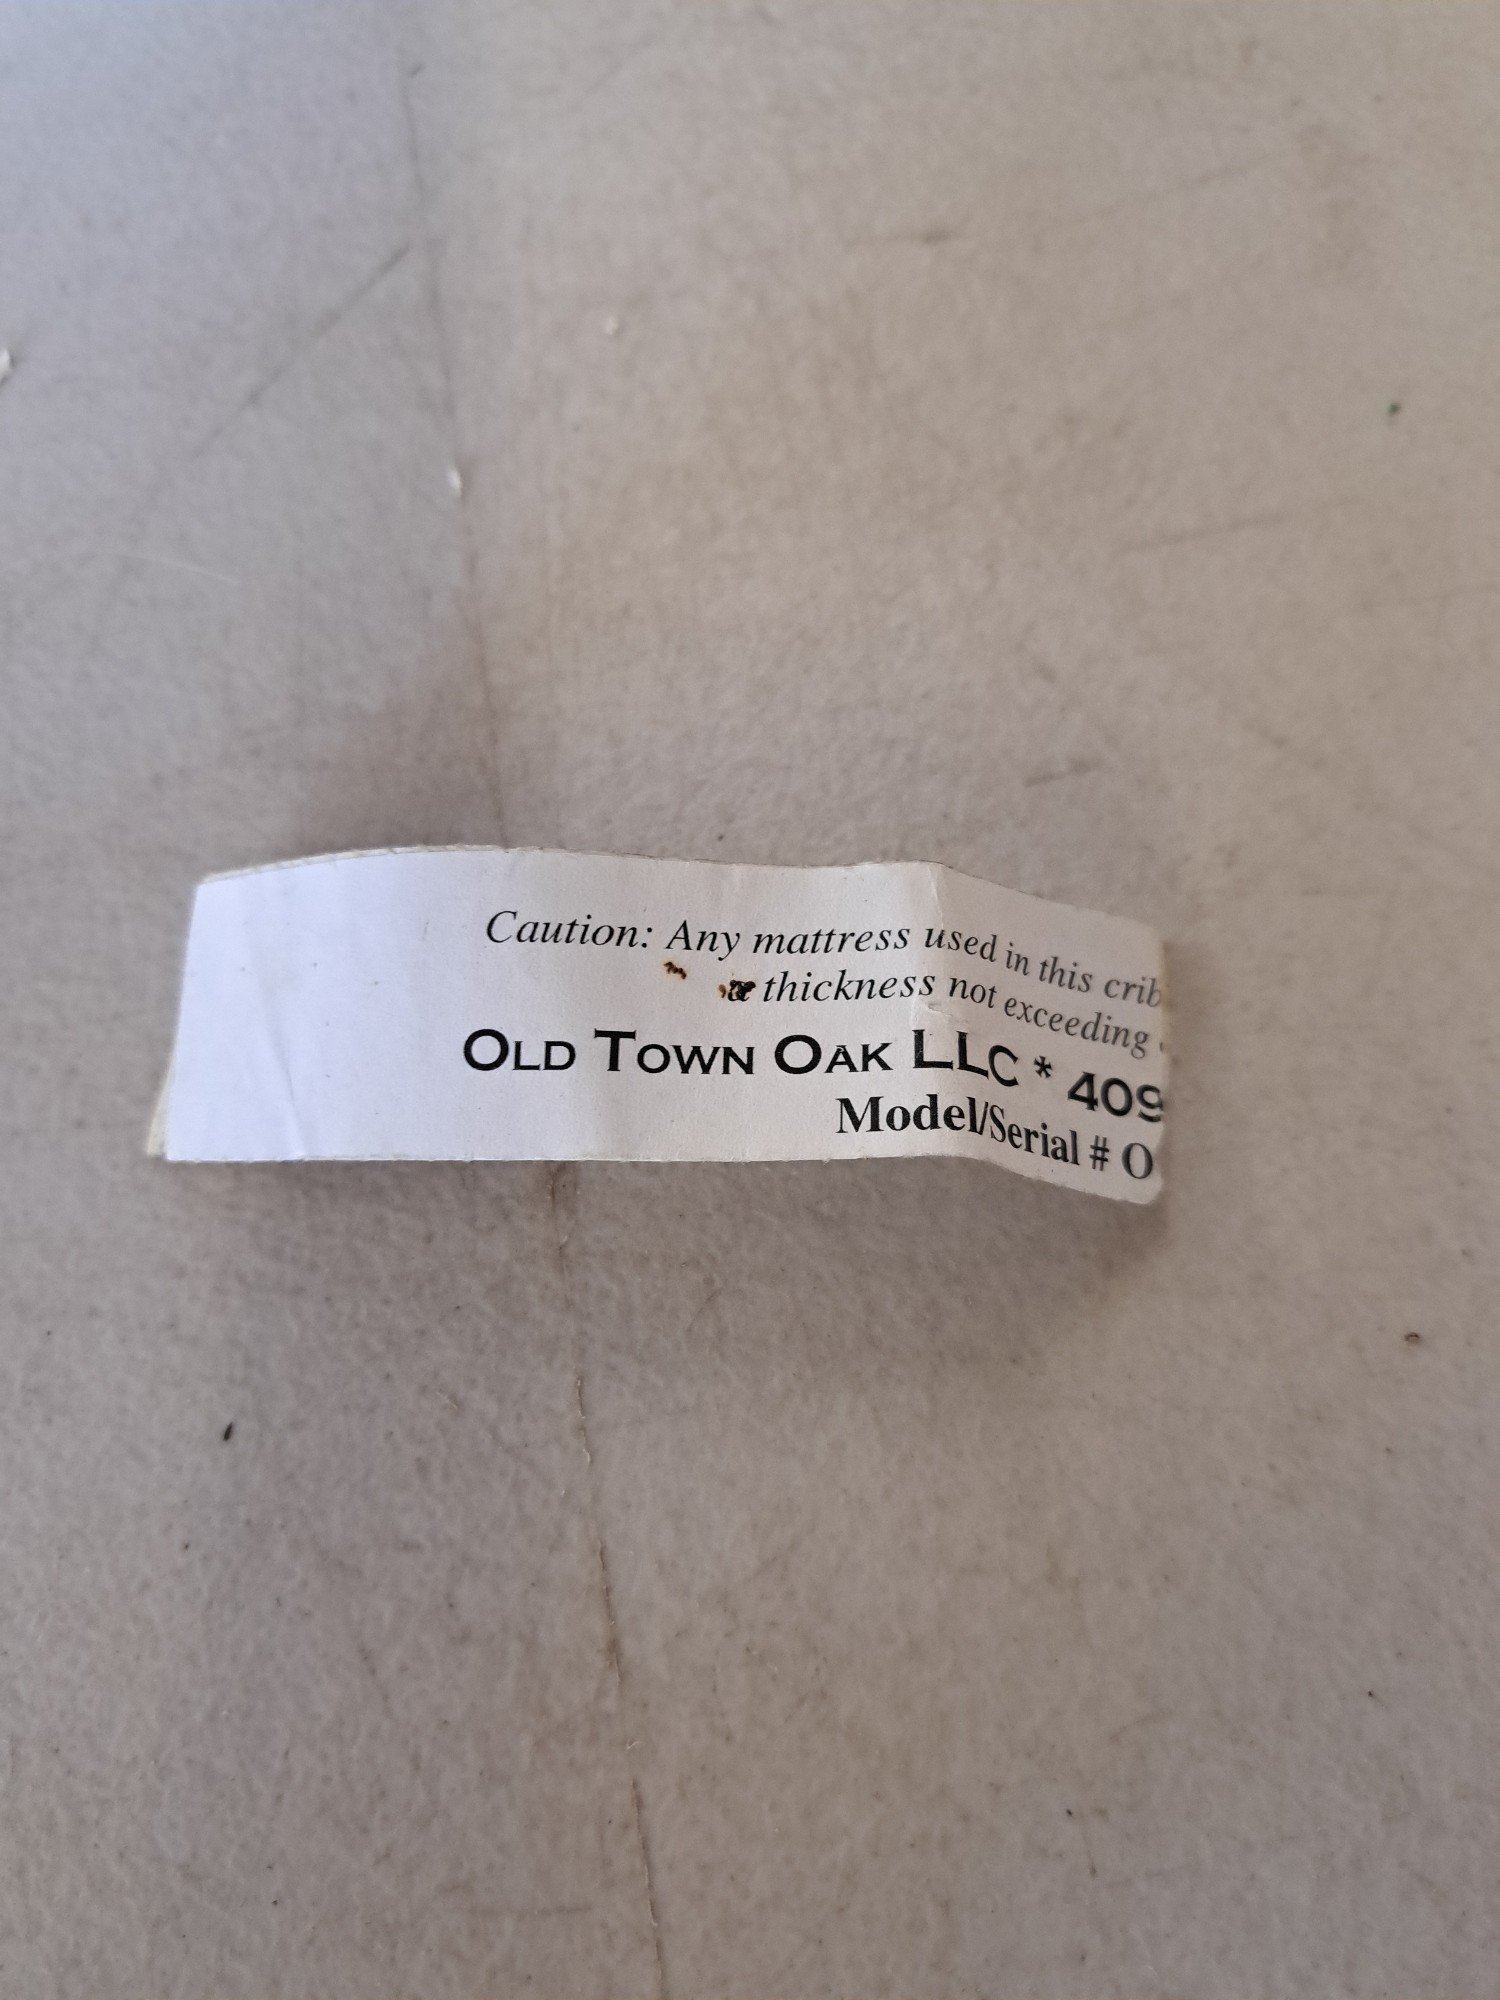 Caution: Any mattress used in this crib
thickness not exceeding
OLD TOWN OAK LLC * 409
Model/Serial # O